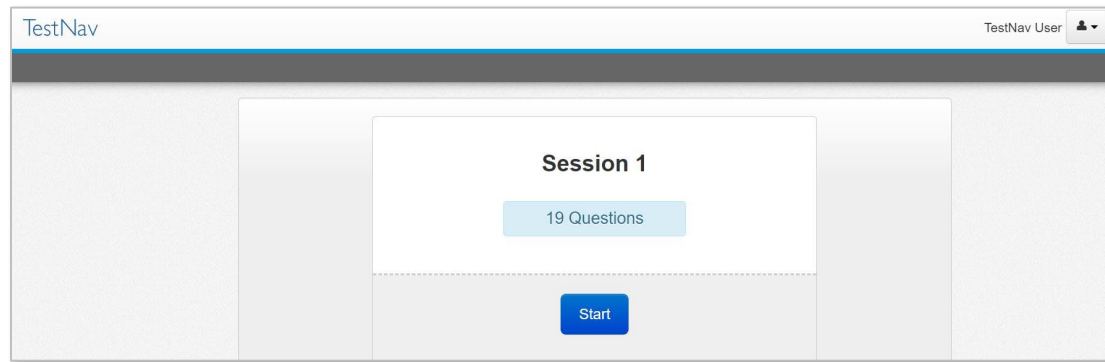 TestNav
TestNav User
Session 1
19 Questions
Start